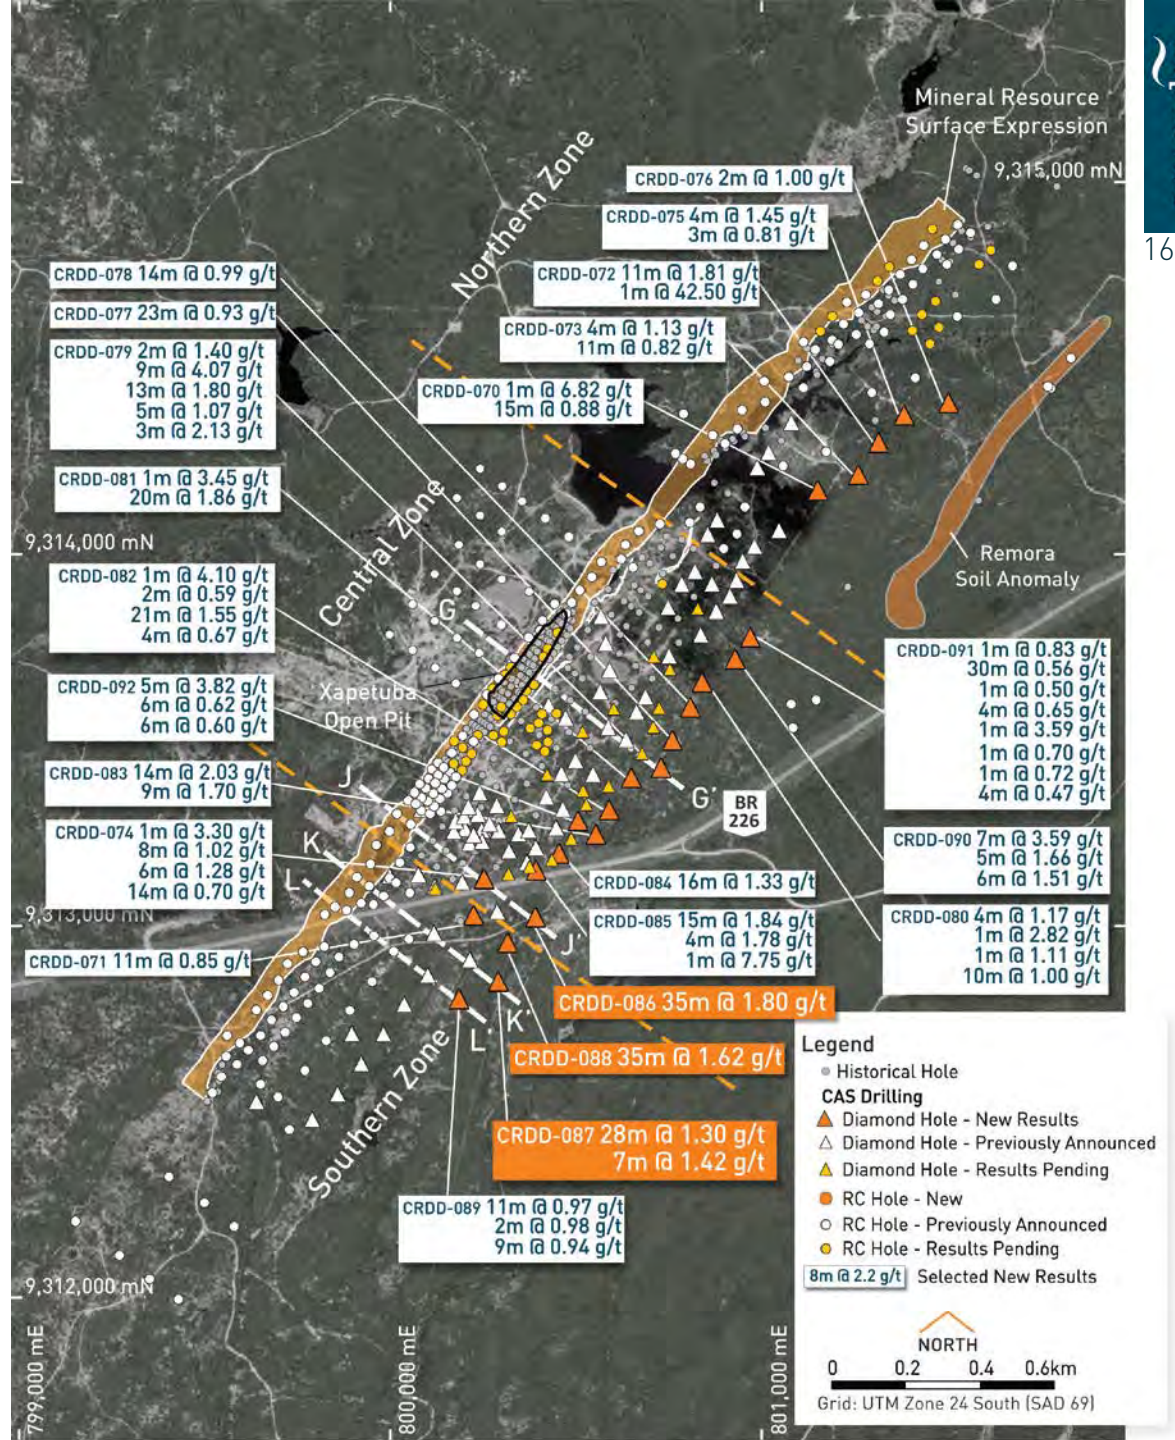 16
Mineral Resource
Surface Expression
9,315,000 mN
Northern Zone
CRDD-076 2m @ 1.00 g/t
CRDD-075 4m @ 1.45 g/t
3m @ 0.81 g/t
CRDD-072 11m @ 1.81 g/t
1m @ 42.50 g/t
CRDD-073 4m @ 1.13 g/t
11m @ 0.82 g/t
CRDD-070 1m @ 6.82 g/t
15m @ 0.88 g/t
CRDD-078 14m @ 0.99 g/t
CRDD-077 23m @ 0.93 g/t
CRDD-079 2m @ 1.40 g/t
9m @ 4.07 g/t
13m @ 1.80 g/t
5m @ 1.07 g/t
3m @ 2.13 g/t
CRDD-081 1m @ 3.45 g/t
20m @ 1.86 g/t
9,314,000 mN
Central Zone
Remora
Soil Anomaly
CRDD-082 1m @ 4.10 g/t
2m @ 0.59 g/t
21m @ 1.55 g/t
4m @ 0.67 g/t
G
CRDD-092 5m @ 3.82 g/t
6m @ 0.62 g/t
6m @ 0.60 g/t
Xapetuba
Open Pit
CRDD-091 1m @ 0.83 g/t
30m @ 0.56 g/t
1m @ 0.50 g/t
4m @ 0.65 g/t
1m @ 3.59 g/t
1m @ 0.70 g/t
1m @ 0.72 g/t
4m @ 0.47 g/t
CRDD-083 14m @ 2.03 g/t
9m @ 1.70 g/t
J
G'
BR
226
CRDD-074 1m @ 3.30 g/t
8m @ 1.02 g/t
6m @ 1.28 g/t
14m @ 0.70 g/t
K
L
CRDD-090 7m @ 3.59 g/t
5m @ 1.66 g/t
6m @ 1.51 g/t
CRDD-084 16m @ 1.33 g/t
9,313,000 mN
CRDD-085 15m @ 1.84 g/t
4m @ 1.78 g/t
1m @ 7.75 g/t
CRDD-080 4m @ 1.17 g/t
1m @ 2.82 g/t
1m @ 1.11 g/t
10m @ 1.00 g/t
J'
CRDD-071 11m @ 0.85 g/t
CRDD-086 35m @ 1.80 g/t
K'
L'
CRDD-088 35m @ 1.62 g/t
Southern Zone
CRDD-087 28m @ 1.30 g/t
7m @ 1.42 g/t
CRDD-089 11m @ 0.97 g/t
2m @ 0.98 g/t
9m @ 0.94 g/t
9,312,000 mN
799,000 mE
800,000 mE
801,000 mE
Legend
Historical Hole
CAS Drilling
Diamond Hole - New Results
Diamond Hole - Previously Announced
Diamond Hole - Results Pending
RC Hole - New
RC Hole - Previously Announced
RC Hole - Results Pending
8m @ 2.2 g/t Selected New Results
NORTH
0 0.2 0.4 0.6km
Grid: UTM Zone 24 South (SAD 69)